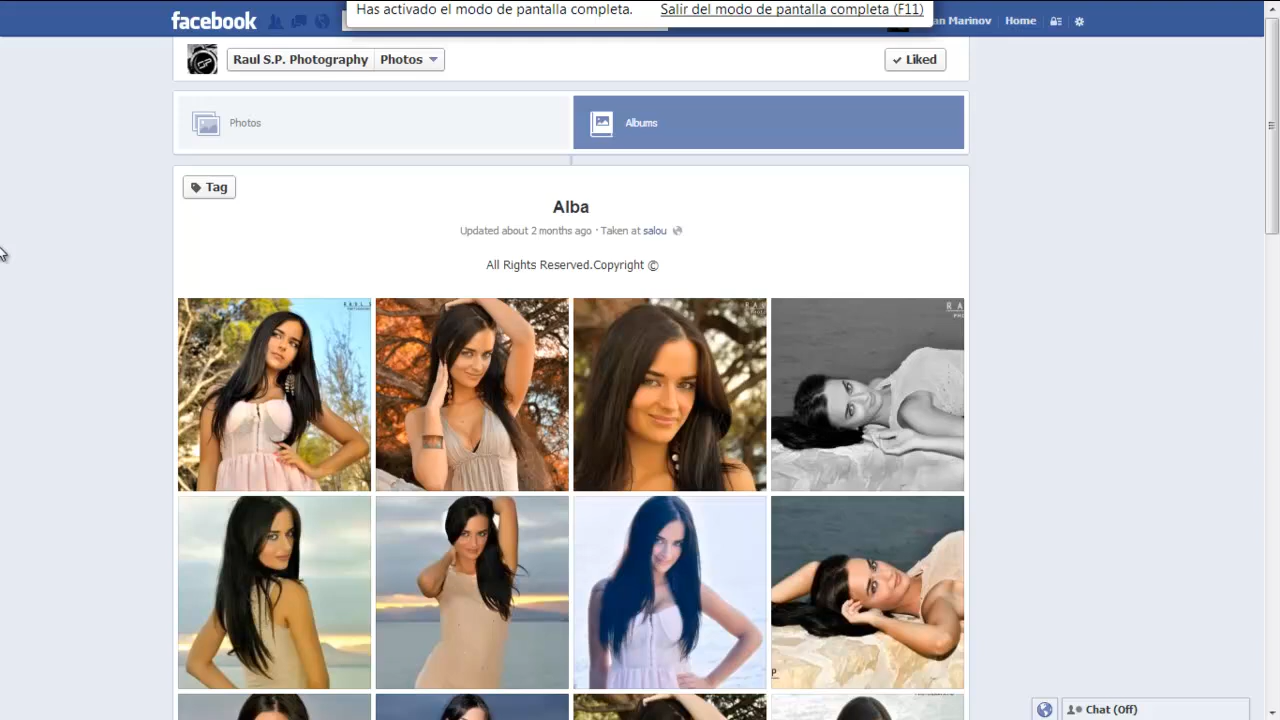 Has activado el modo de pantalla completa. Salir del modo de pantalla completa (F11)
facebook
an Marinov Home
Raul S.P. Photography Photos
Liked
Photos
Albums
Tag
Alba
Updated about 2 months ago · Taken at salou
All Rights Reserved.Copyright ©
Chat (Off)